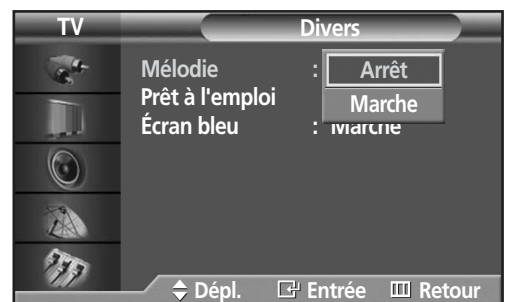 TV Divers
Mélodie : Arrêt
Prêt à l'emploi Marche
Écran bleu : Marche
Dépl. Entrée Retour